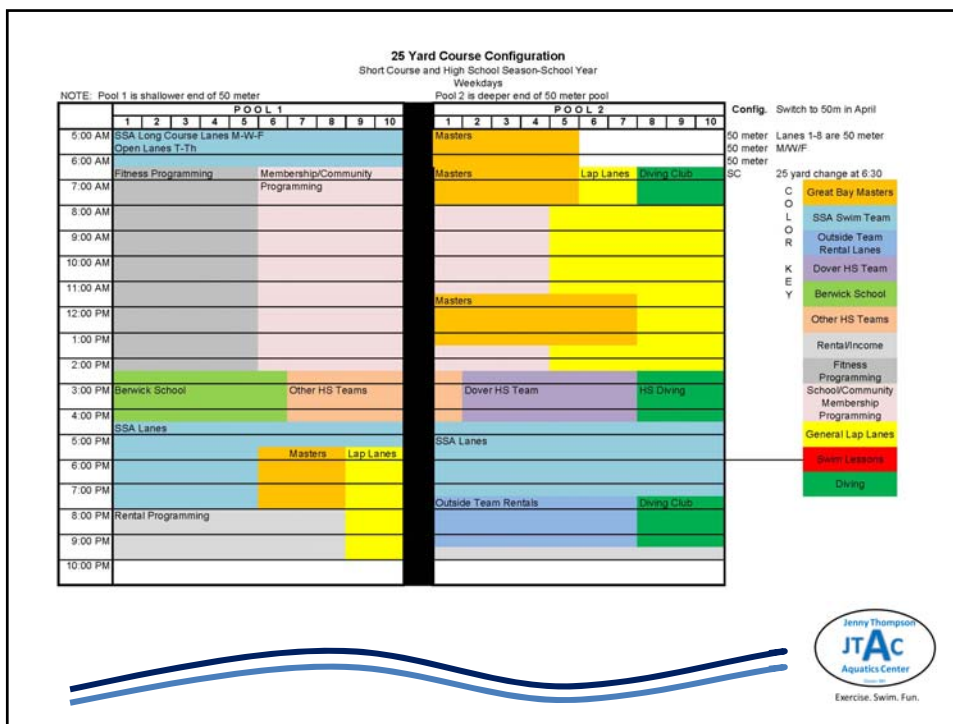 25 Yard Course Configuration
Short Course and High School Season-School Year
Weekdays
NOTE: Pool 1 is shallower end of 50 meter
Pool 2 is deeper end of 50 meter pool
POOL 1
POOL 2
Config. Switch to 50m in April
1 2 3 4 5 6 7 8 9 10
1 2 3 4 5 6 7 8 9 10
5:00 AM SSA Long Course Lanes M-W-F
Masters
50 meter Lanes 1-8 are 50 meter
Open Lanes T-Th
50 meter M/W/F
6:00 AM
50 meter
Fitness Programming
Membership/Community
Masters
Lap Lanes
Diving Club
SC 25 yard change at 6:30
7:00 AM
Programming
8:00 AM
9:00 AM
10:00 AM
11:00 AM
Masters
12:00 PM
1:00 PM
2:00 PM
3:00 PM Berwick School
Other HS Teams
Dover HS Team
HS Diving
4:00 PM
SSA Lanes
5:00 PM
SSA Lanes
Masters
Lap Lanes
6:00 PM
7:00 PM
Outside Team Rentals
Diving Club
8:00 PM Rental Programming
9:00 PM
10:00 PM
COLOR KEY
Great Bay Masters
SSA Swim Team
Outside Team
Rental Lanes
Dover HS Team
Berwick School
Other HS Teams
Rental/Income
Fitness
Programming
School/Community
Membership
Programming
General Lap Lanes
Swim Lessons
Diving
Jenny Thompson
JTAC
Aquatics Center
Exercise. Swim. Fun.